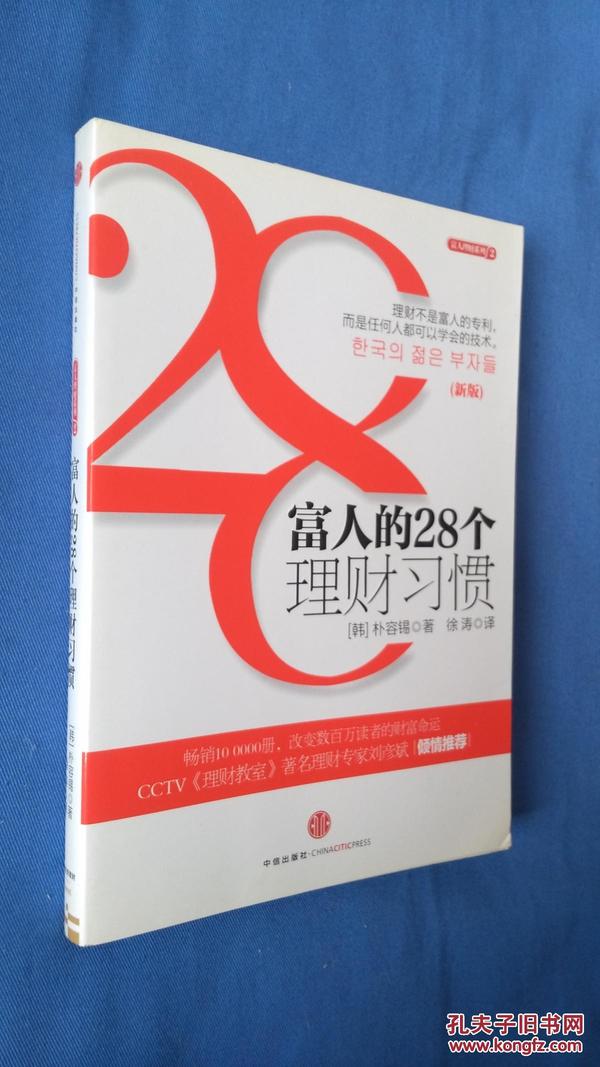 28
富人理财系列 2
理财不是富人的专利,
而是任何人都可以学会的技术。
한국의 젊은 부자들
(新版)
富人的28个
理财习惯
[韩] 朴容锡◎著 徐涛◎译
畅销10 0000册，改变数百万读者的财富命运
CCTV《理财教室》著名理财专家刘彦斌[倾情推荐]
中信出版社·CHINACITICPRESS
富人的28个理财习惯
[韩] 朴容锡◎著
孔夫子旧书网
www.kongfz.com